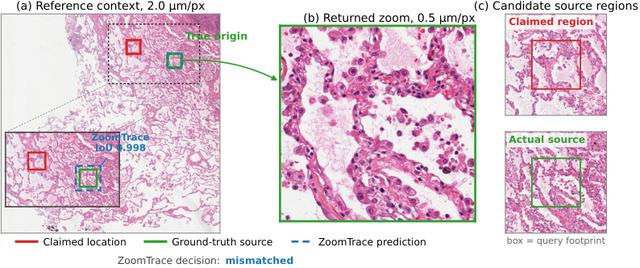 (a) Reference context, 2.0 μm/px
(b) Returned zoom, 0.5 μm/px
(c) Candidate source regions
True origin
Claimed region
ZoomTrace
IoU 0.998
Actual source
box = query footprint
Claimed location
Ground-truth source
ZoomTrace prediction
ZoomTrace decision: mismatched